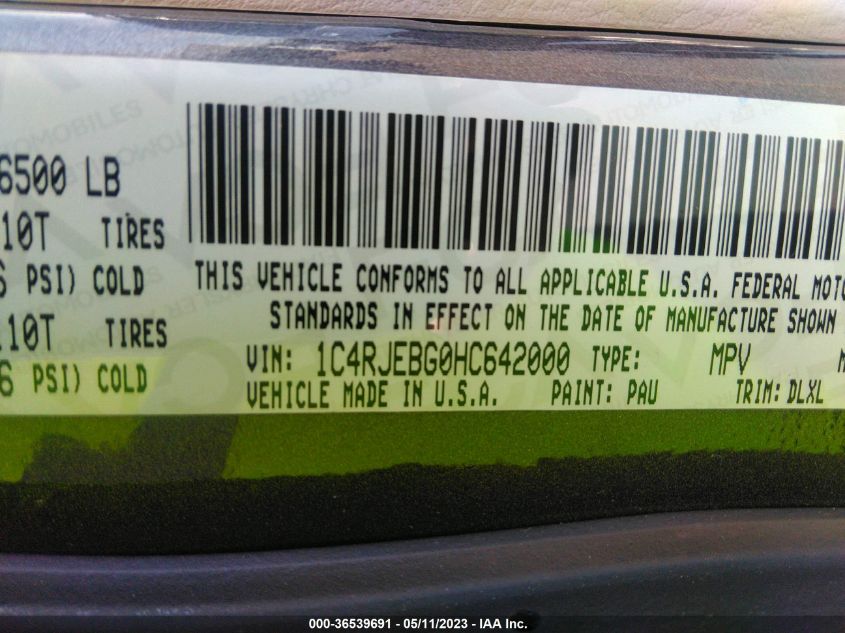 6500 LB
10T TIRES
PSI) COLD
10T TIRES
6 PSI) COLD
THIS VEHICLE CONFORMS TO ALL APPLICABLE U.S.A. FEDERAL
STANDARDS IN EFFECT ON THE DATE OF MANUFACTURE SHOWN
VIN: 1C4RJEBG0HC642000 TYPE: MPV
VEHICLE MADE IN U.S.A. PAINT: PAU TRIM: DLXL
000-36539691 - 05/11/2023 - IAA Inc.